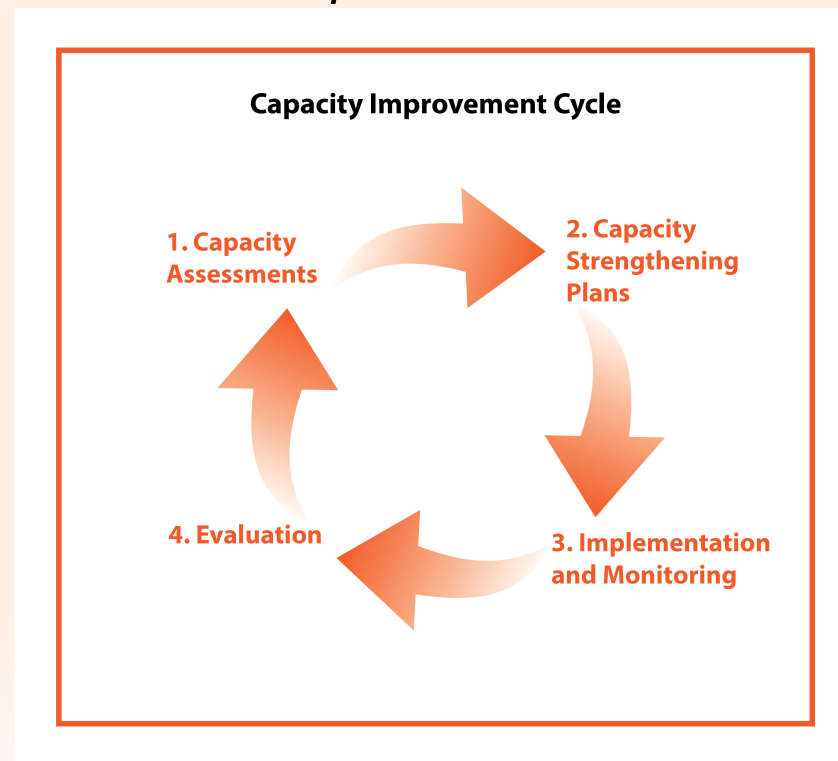 Capacity Improvement Cycle
1. Capacity
Assessments
2. Capacity
Strengthening
Plans
3. Implementation
and Monitoring
4. Evaluation